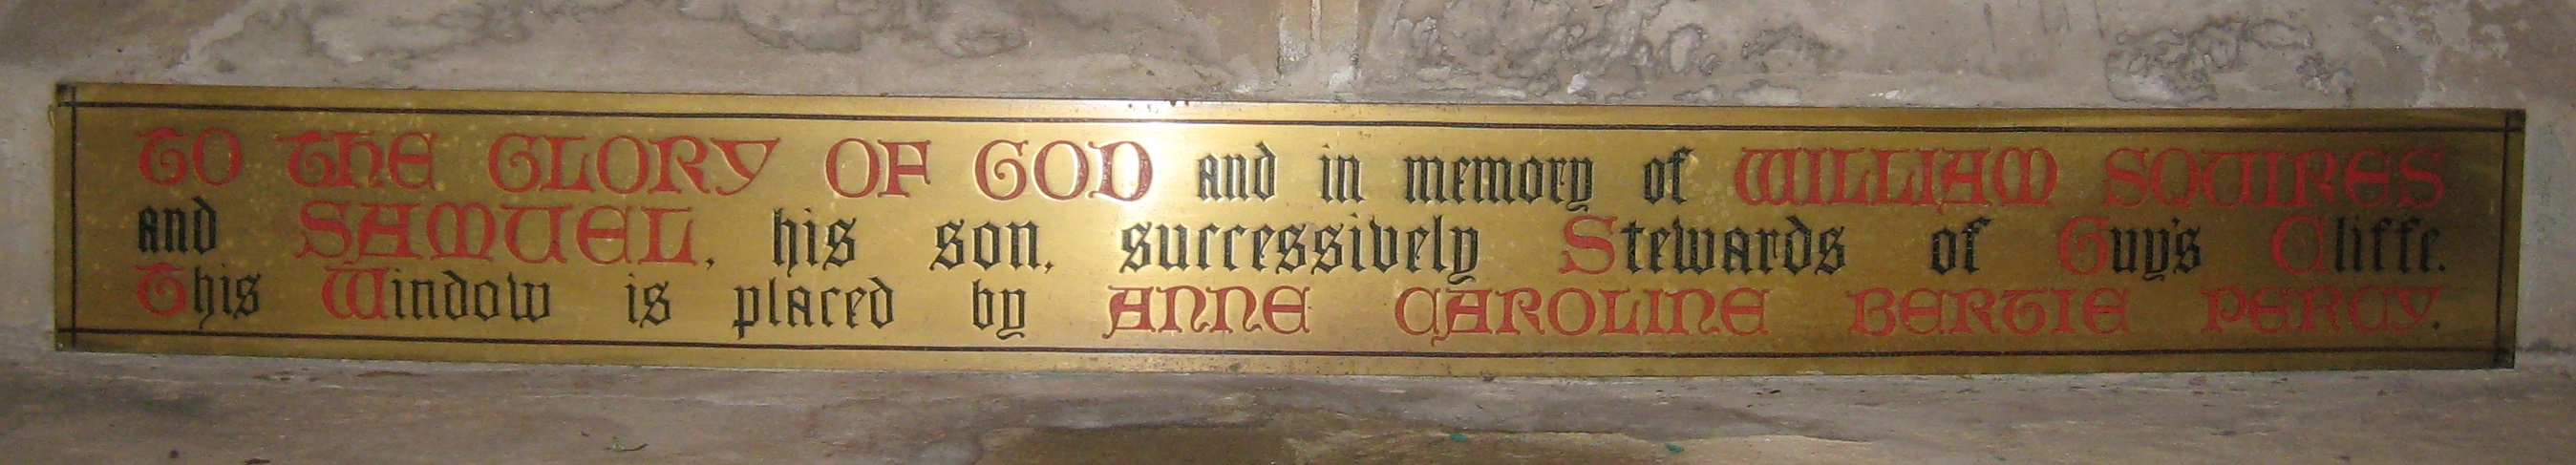 TO THE GLORY OF GOD and in memory of WILLIAM SQUIRES
and SAMUEL, his son, successively Stewards of Guy's Cliffe.
This Window is placed by ANNE CAROLINE BERTIE PERCY.